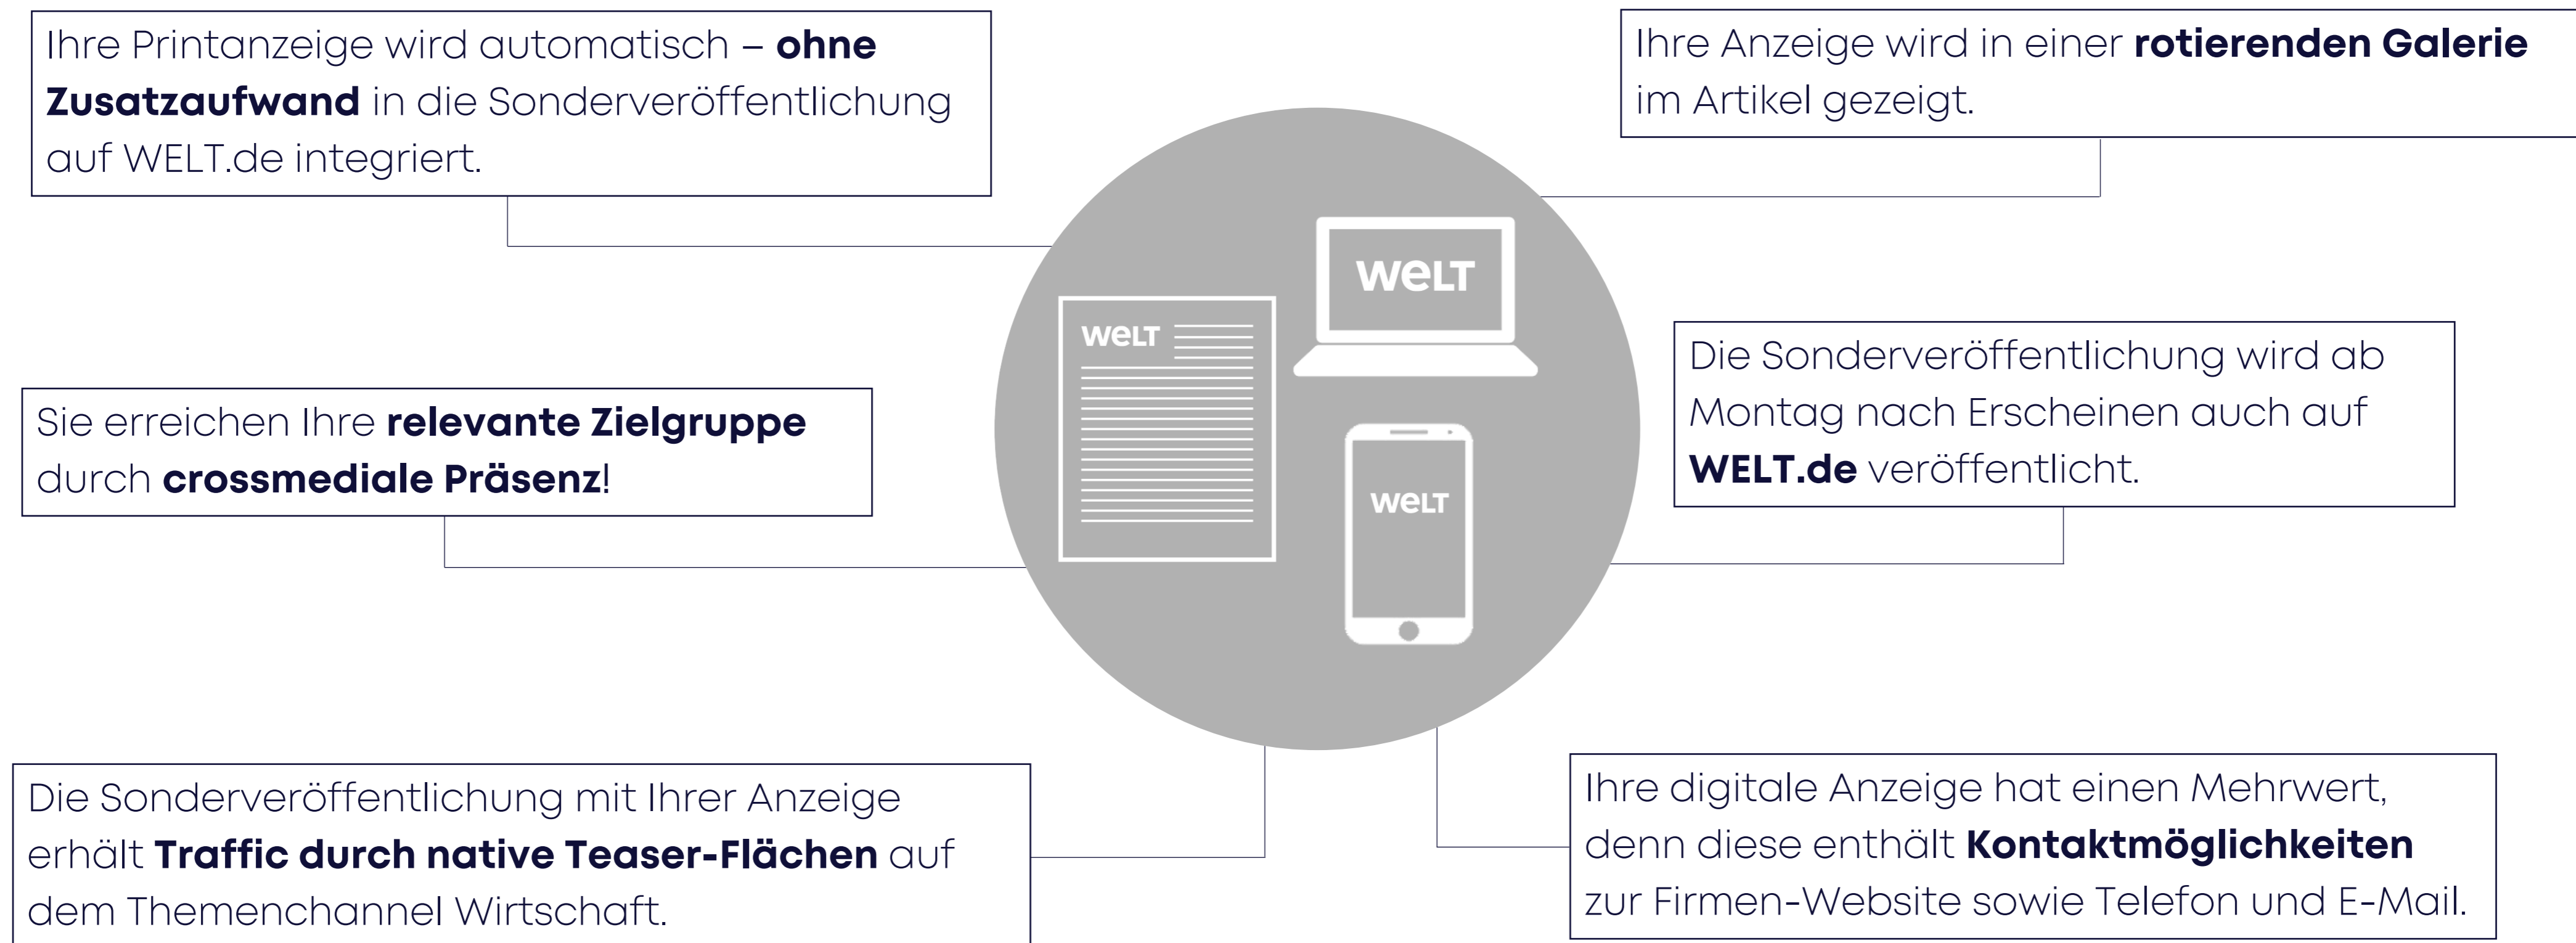 Ihre Printanzeige wird automatisch – ohne
Zusatzaufwand in die Sonderveröffentlichung
auf WELT.de integriert.
Ihre Anzeige wird in einer rotierenden Galerie
im Artikel gezeigt.
WELT
WELT
WELT
Sie erreichen Ihre relevante Zielgruppe
durch crossmediale Präsenz!
Die Sonderveröffentlichung wird ab
Montag nach Erscheinen auch auf
WELT.de veröffentlicht.
Die Sonderveröffentlichung mit Ihrer Anzeige
erhält Traffic durch native Teaser-Flächen auf
dem Themenchannel Wirtschaft.
Ihre digitale Anzeige hat einen Mehrwert,
denn diese enthält Kontaktmöglichkeiten
zur Firmen-Website sowie Telefon und E-Mail.